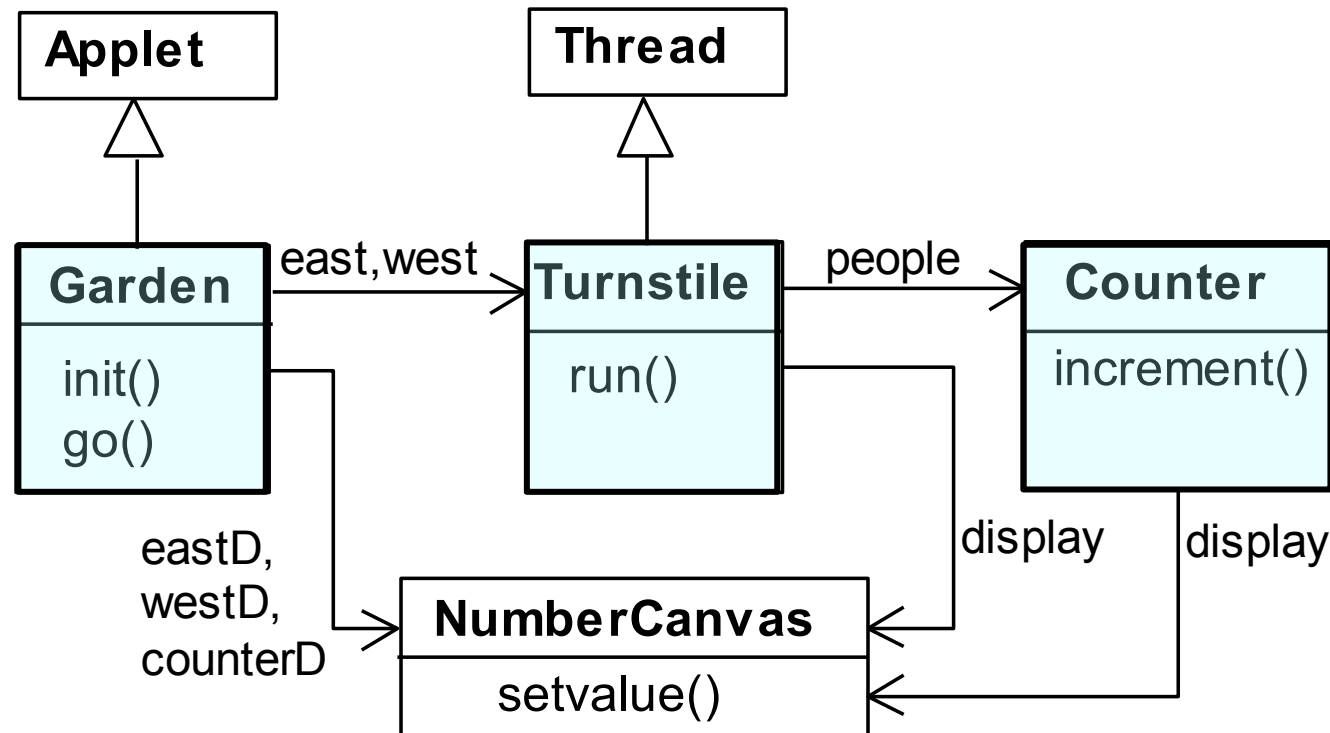 Applet
Thread
Garden
init()
go()
east,west
Turnstile
run()
people
Counter
increment()
eastD,
westD,
counterD
display
display
NumberCanvas
setvalue()